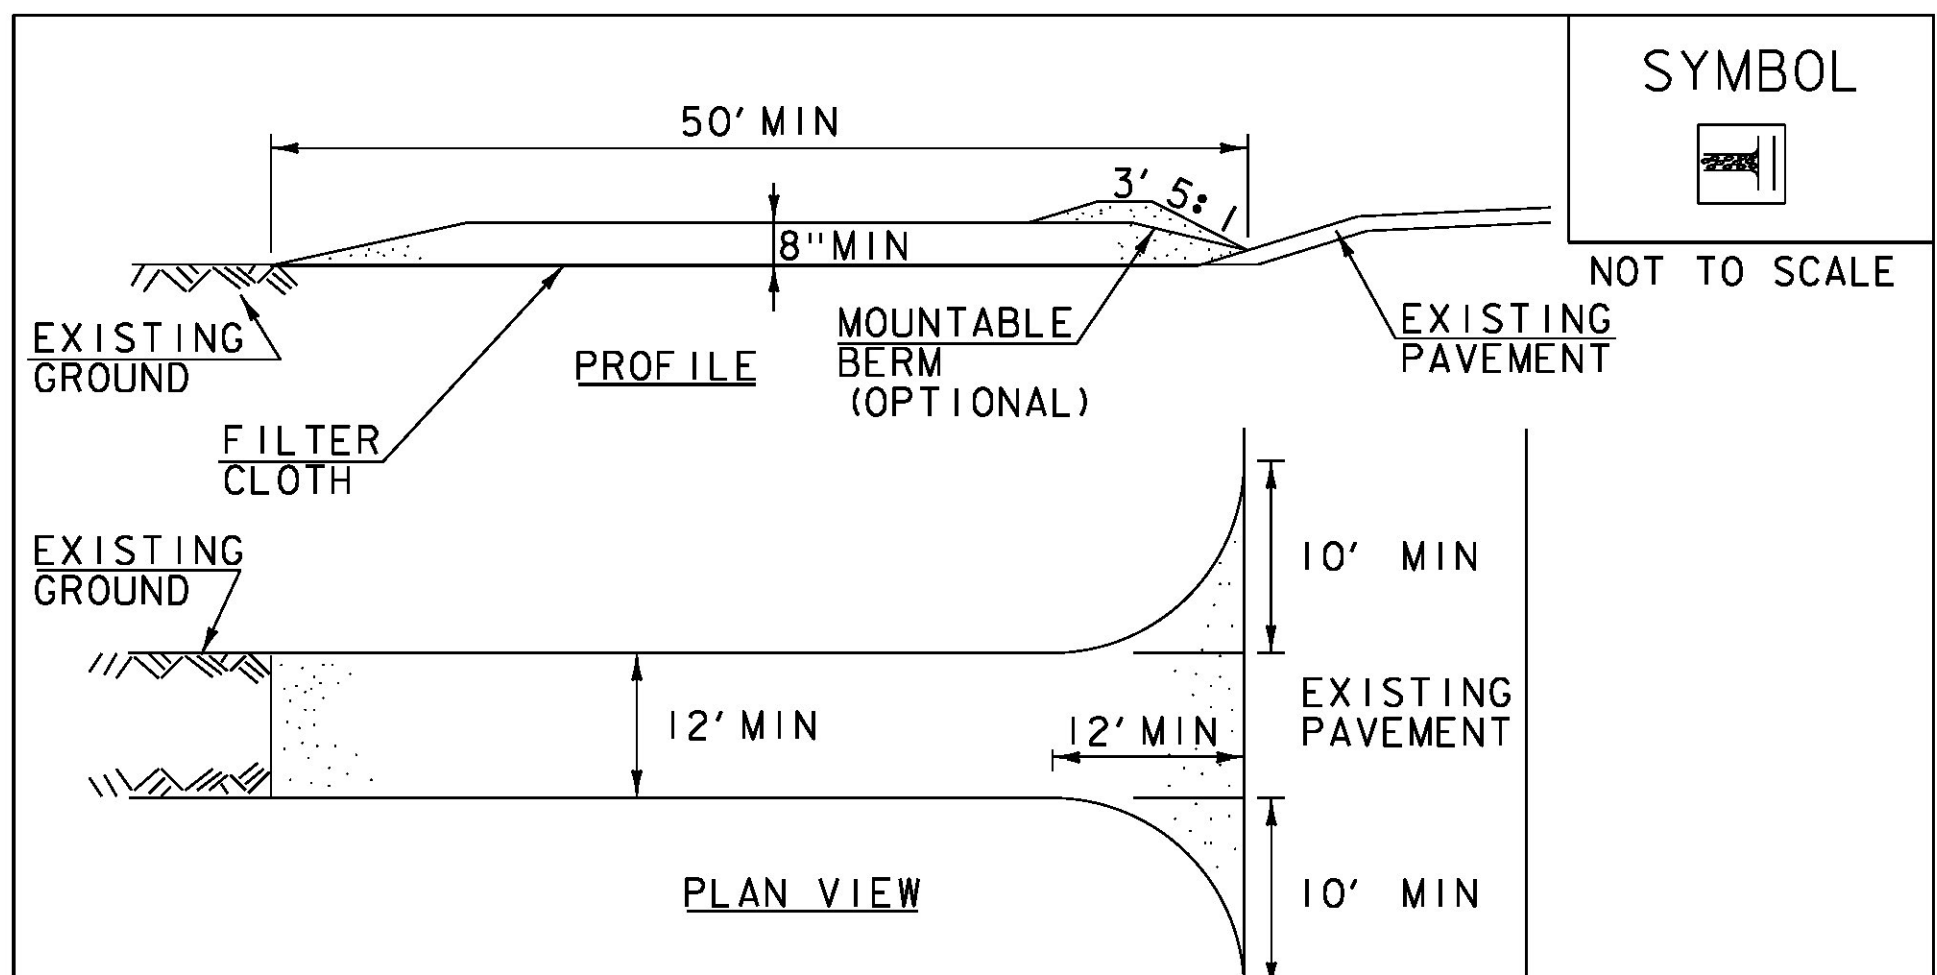 SYMBOL
NOT TO SCALE
50' MIN
3' 5:1
8" MIN
EXISTING
GROUND
PROFILE
MOUNTABLE
BERM
(OPTIONAL)
EXISTING
PAVEMENT
FILTER
CLOTH
EXISTING
GROUND
10' MIN
12' MIN
12' MIN
EXISTING
PAVEMENT
PLAN VIEW
10' MIN